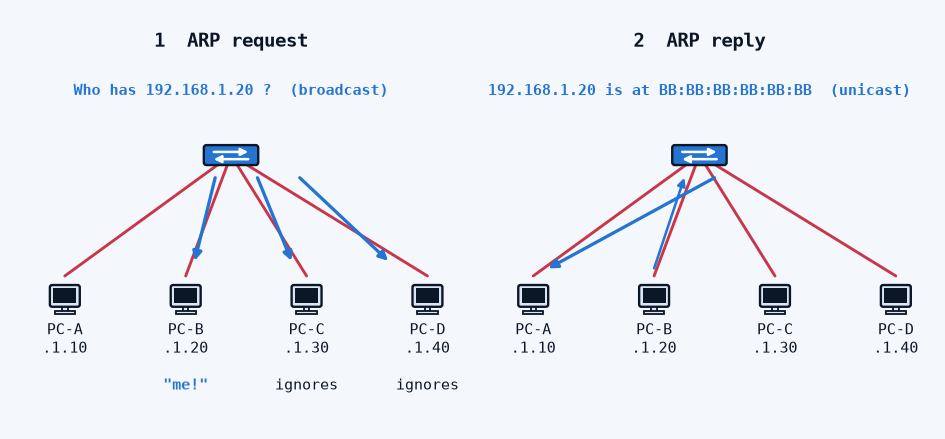 1  ARP request
Who has 192.168.1.20 ?  (broadcast)
PC-A
.1.10
PC-B
.1.20
PC-C
.1.30
PC-D
.1.40
"me!"
ignores
ignores
2  ARP reply
192.168.1.20 is at BB:BB:BB:BB:BB:BB  (unicast)
PC-A
.1.10
PC-B
.1.20
PC-C
.1.30
PC-D
.1.40